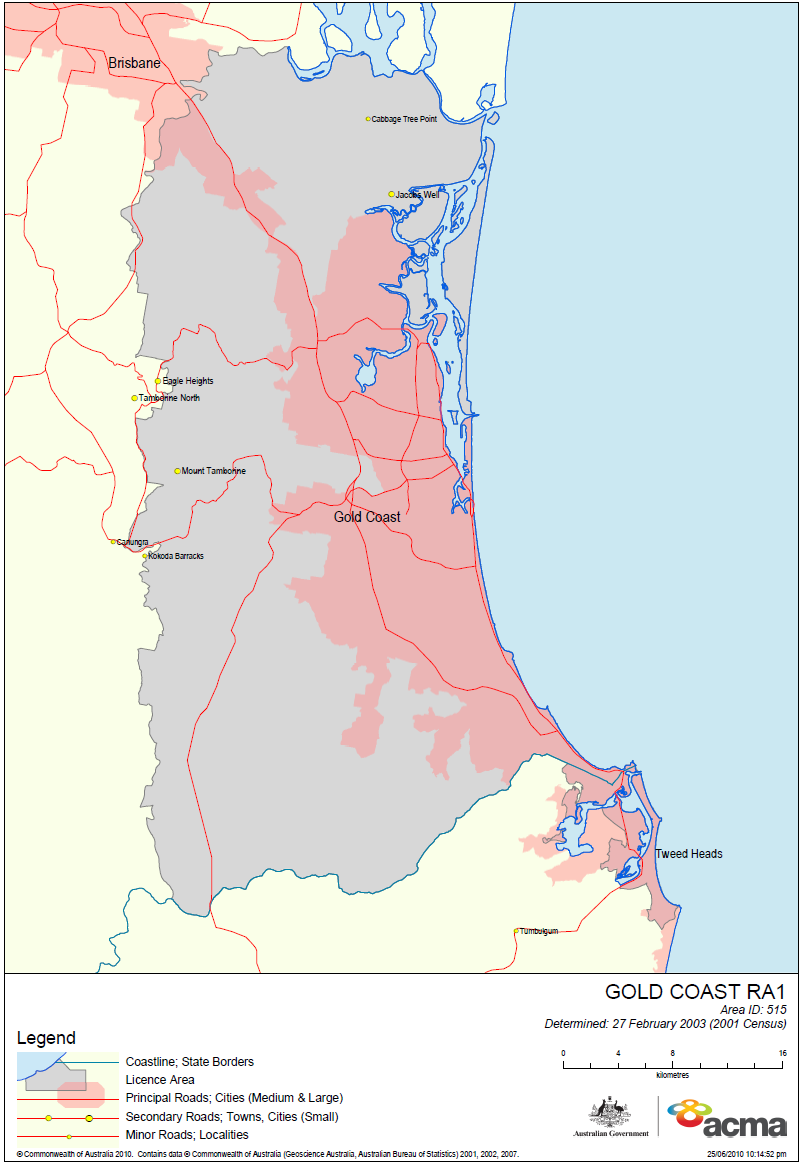 Brisbane
Cabbage Tree Point
Jacobs Well
Eagle Heights
Tamborine North
Mount Tamborine
Gold Coast
Canungra
Kokoda Barracks
Tweed Heads
Tumbulgum
GOLD COAST RA1
Area ID: 515
Determined: 27 February 2003 (2001 Census)
Legend
Coastline; State Borders
Licence Area
Principal Roads; Cities (Medium & Large)
Secondary Roads; Towns, Cities (Small)
Minor Roads; Localities
0 4 8 12 16
kilometres
Australian Government
acma
© Commonwealth of Australia 2010. Contains data © Commonwealth of Australia (Geoscience Australia, Australian Bureau of Statistics) 2001, 2002, 2007.
25/06/2010 10:14:52 pm